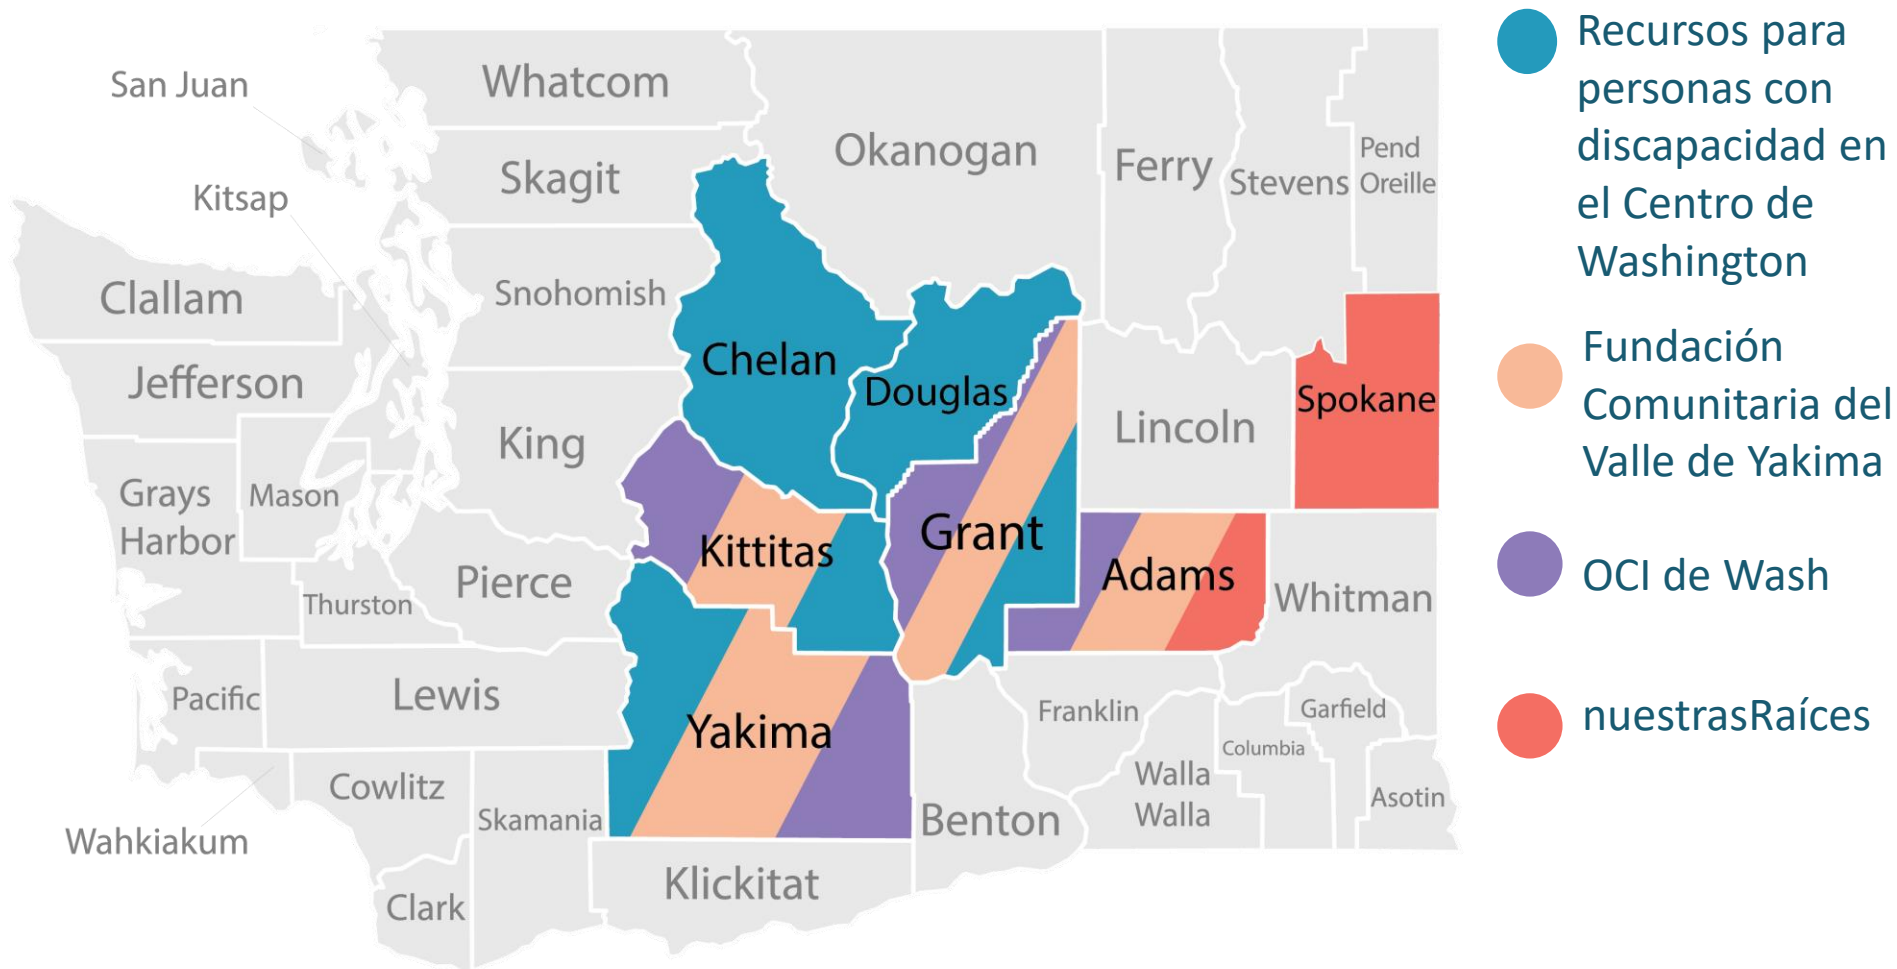 San Juan
Whatcom
Okanogan
Ferry
Stevens
Pend
Oreille
Skagit
Kitsap
Clallam
Snohomish
Jefferson
Chelan
Douglas
Lincoln
Spokane
King
Grays
Harbor
Mason
Kittitas
Grant
Adams
Pierce
Thurston
Whitman
Pacific
Lewis
Yakima
Franklin
Garfield
Columbia
Walla
Walla
Asotin
Cowlitz
Skamania
Benton
Wahkiakum
Klickitat
Clark
Recursos para
personas con
discapacidad en
el Centro de
Washington
Fundación
Comunitaria del
Valle de Yakima
OCI de Wash
nuestrasRaíces